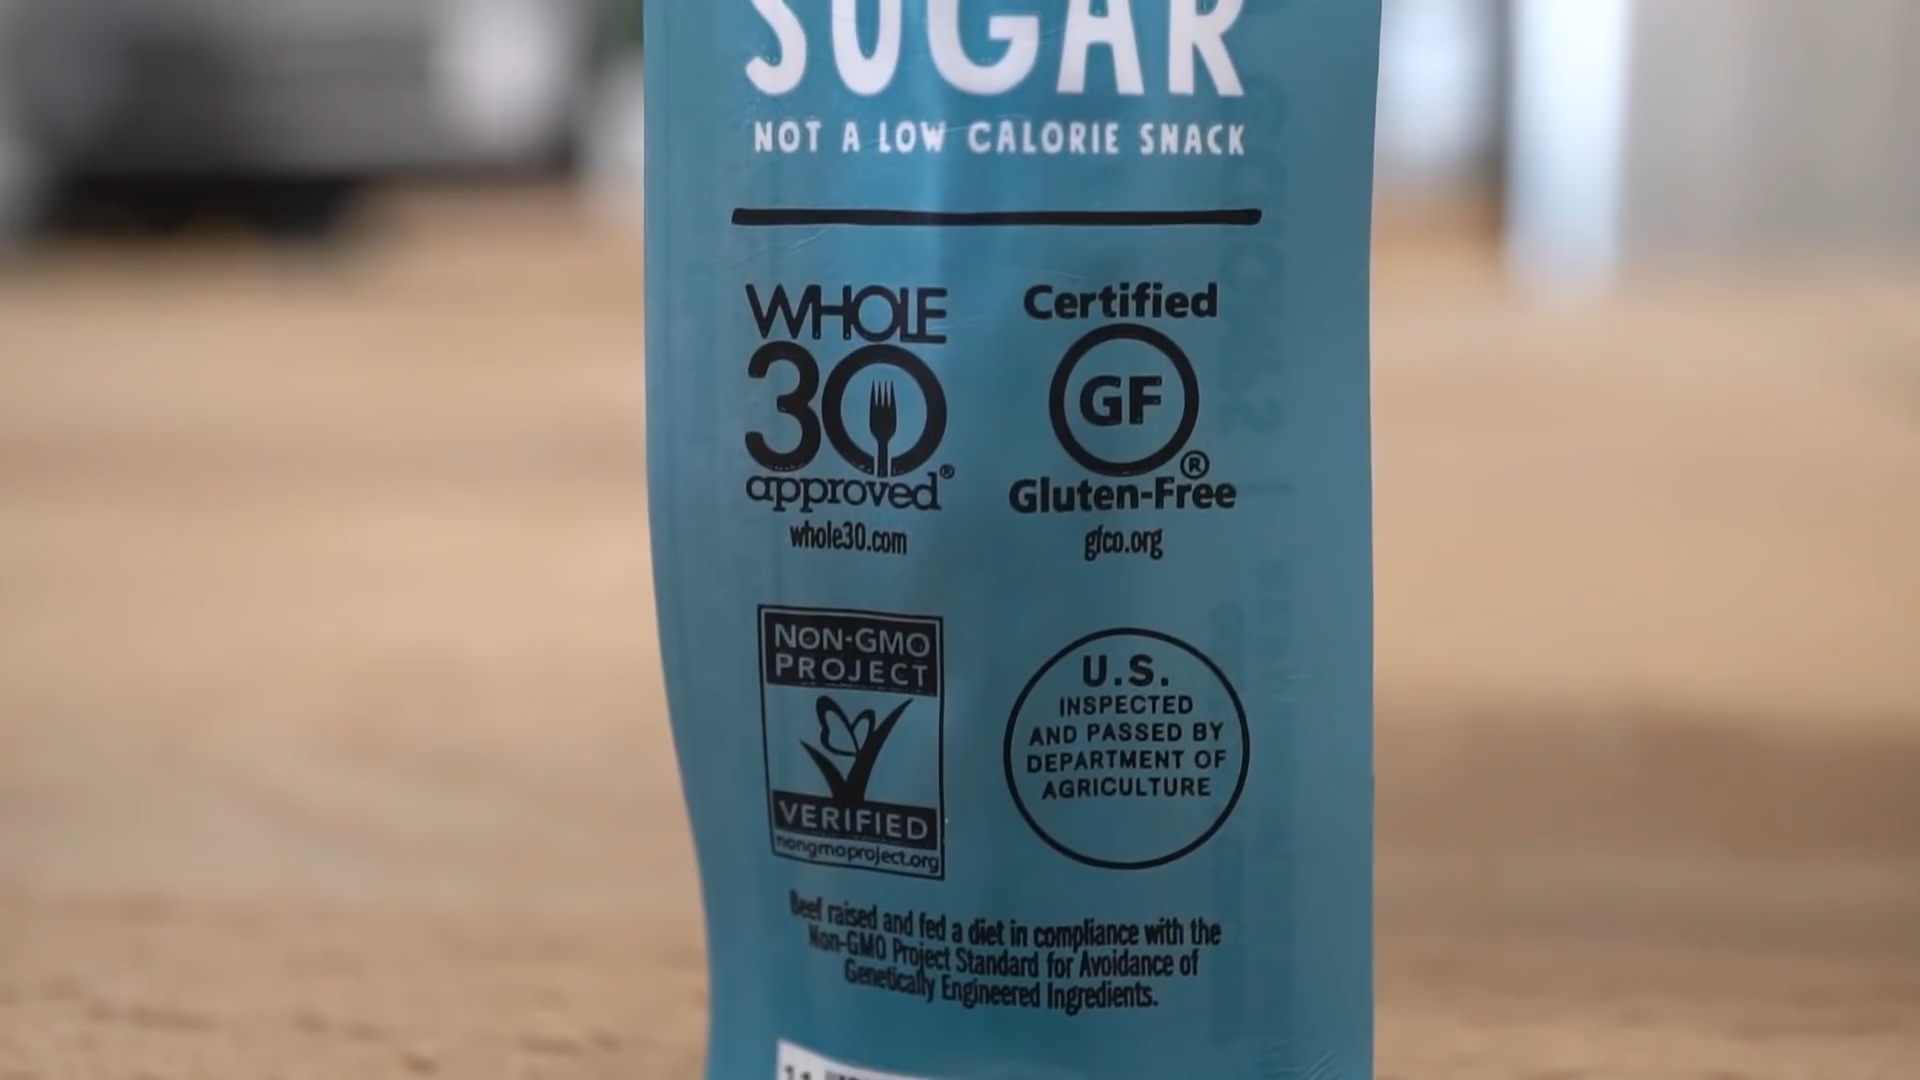 SUGAR
NOT A LOW CALORIE SNACK
WHOLE
30
approved®
whole30.com
Certified
GF
®
Gluten-Free
gfco.org
NON-GMO
PROJECT
VERIFIED
nongmoproject.org
U.S.
INSPECTED
AND PASSED BY
DEPARTMENT OF
AGRICULTURE
Beef raised and fed a diet in compliance with the
Non-GMO Project Standard for Avoidance of
Genetically Engineered Ingredients.